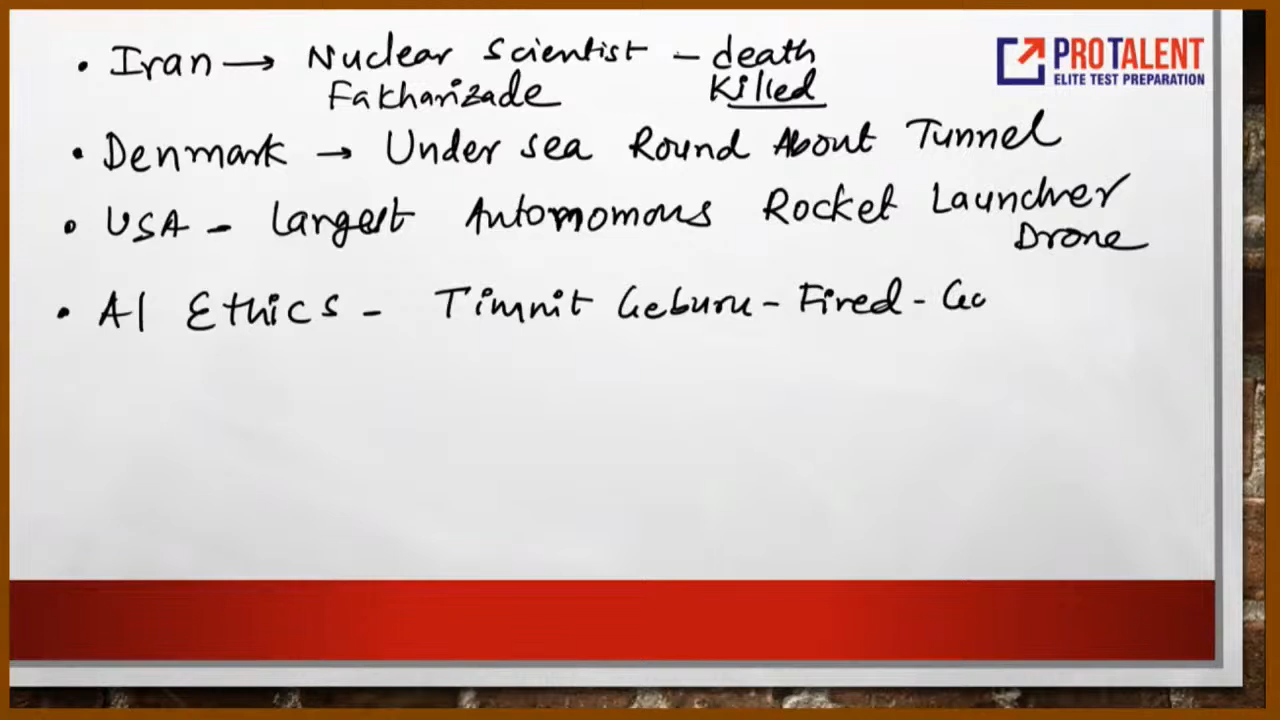 • Iran → Nuclear Scientist - death
Fakharizade Killed
PROTALENT
ELITE TEST PREPARATION
• Denmark → Under sea Round About Tunnel
• USA - Largest Automomous Rocket Launcher
Drone
• AI Ethics - Timnit Geburu - Fired - Go